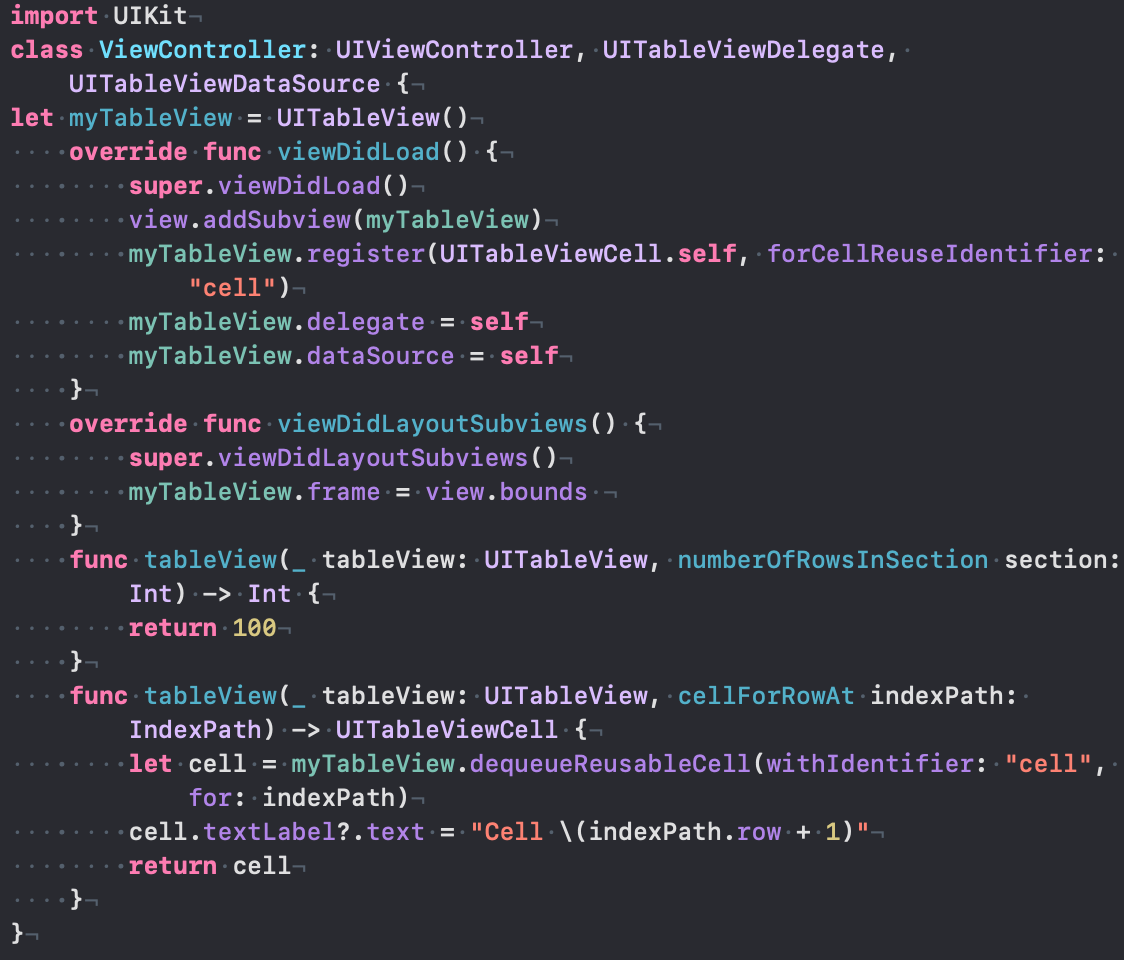 import UIKit
class ViewController: UIViewController, UITableViewDelegate,
UITableViewDataSource {
let myTableView = UITableView()
override func viewDidLoad() {
super.viewDidLoad()
view.addSubview(myTableView)
myTableView.register(UITableViewCell.self, forCellReuseIdentifier:
"cell")
myTableView.delegate = self
myTableView.dataSource = self
}
override func viewDidLayoutSubviews() {
super.viewDidLayoutSubviews()
myTableView.frame = view.bounds
}
func tableView(_ tableView: UITableView, numberOfRowsInSection section:
Int) -> Int {
return 100
}
func tableView(_ tableView: UITableView, cellForRowAt indexPath:
IndexPath) -> UITableViewCell {
let cell = myTableView.dequeueReusableCell(withIdentifier: "cell",
for: indexPath)
cell.textLabel?.text = "Cell \(indexPath.row + 1)"
return cell
}
}